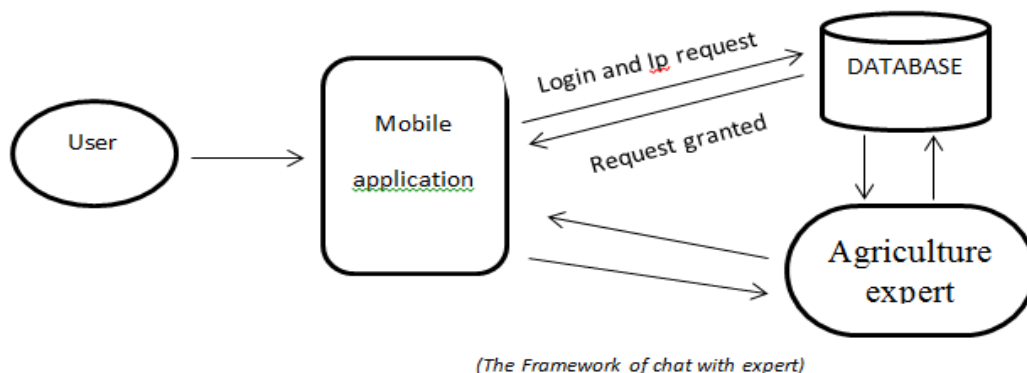 User
Mobile
application
Login and Ip request
Request granted
DATABASE
Agriculture
expert
(The Framework of chat with expert)